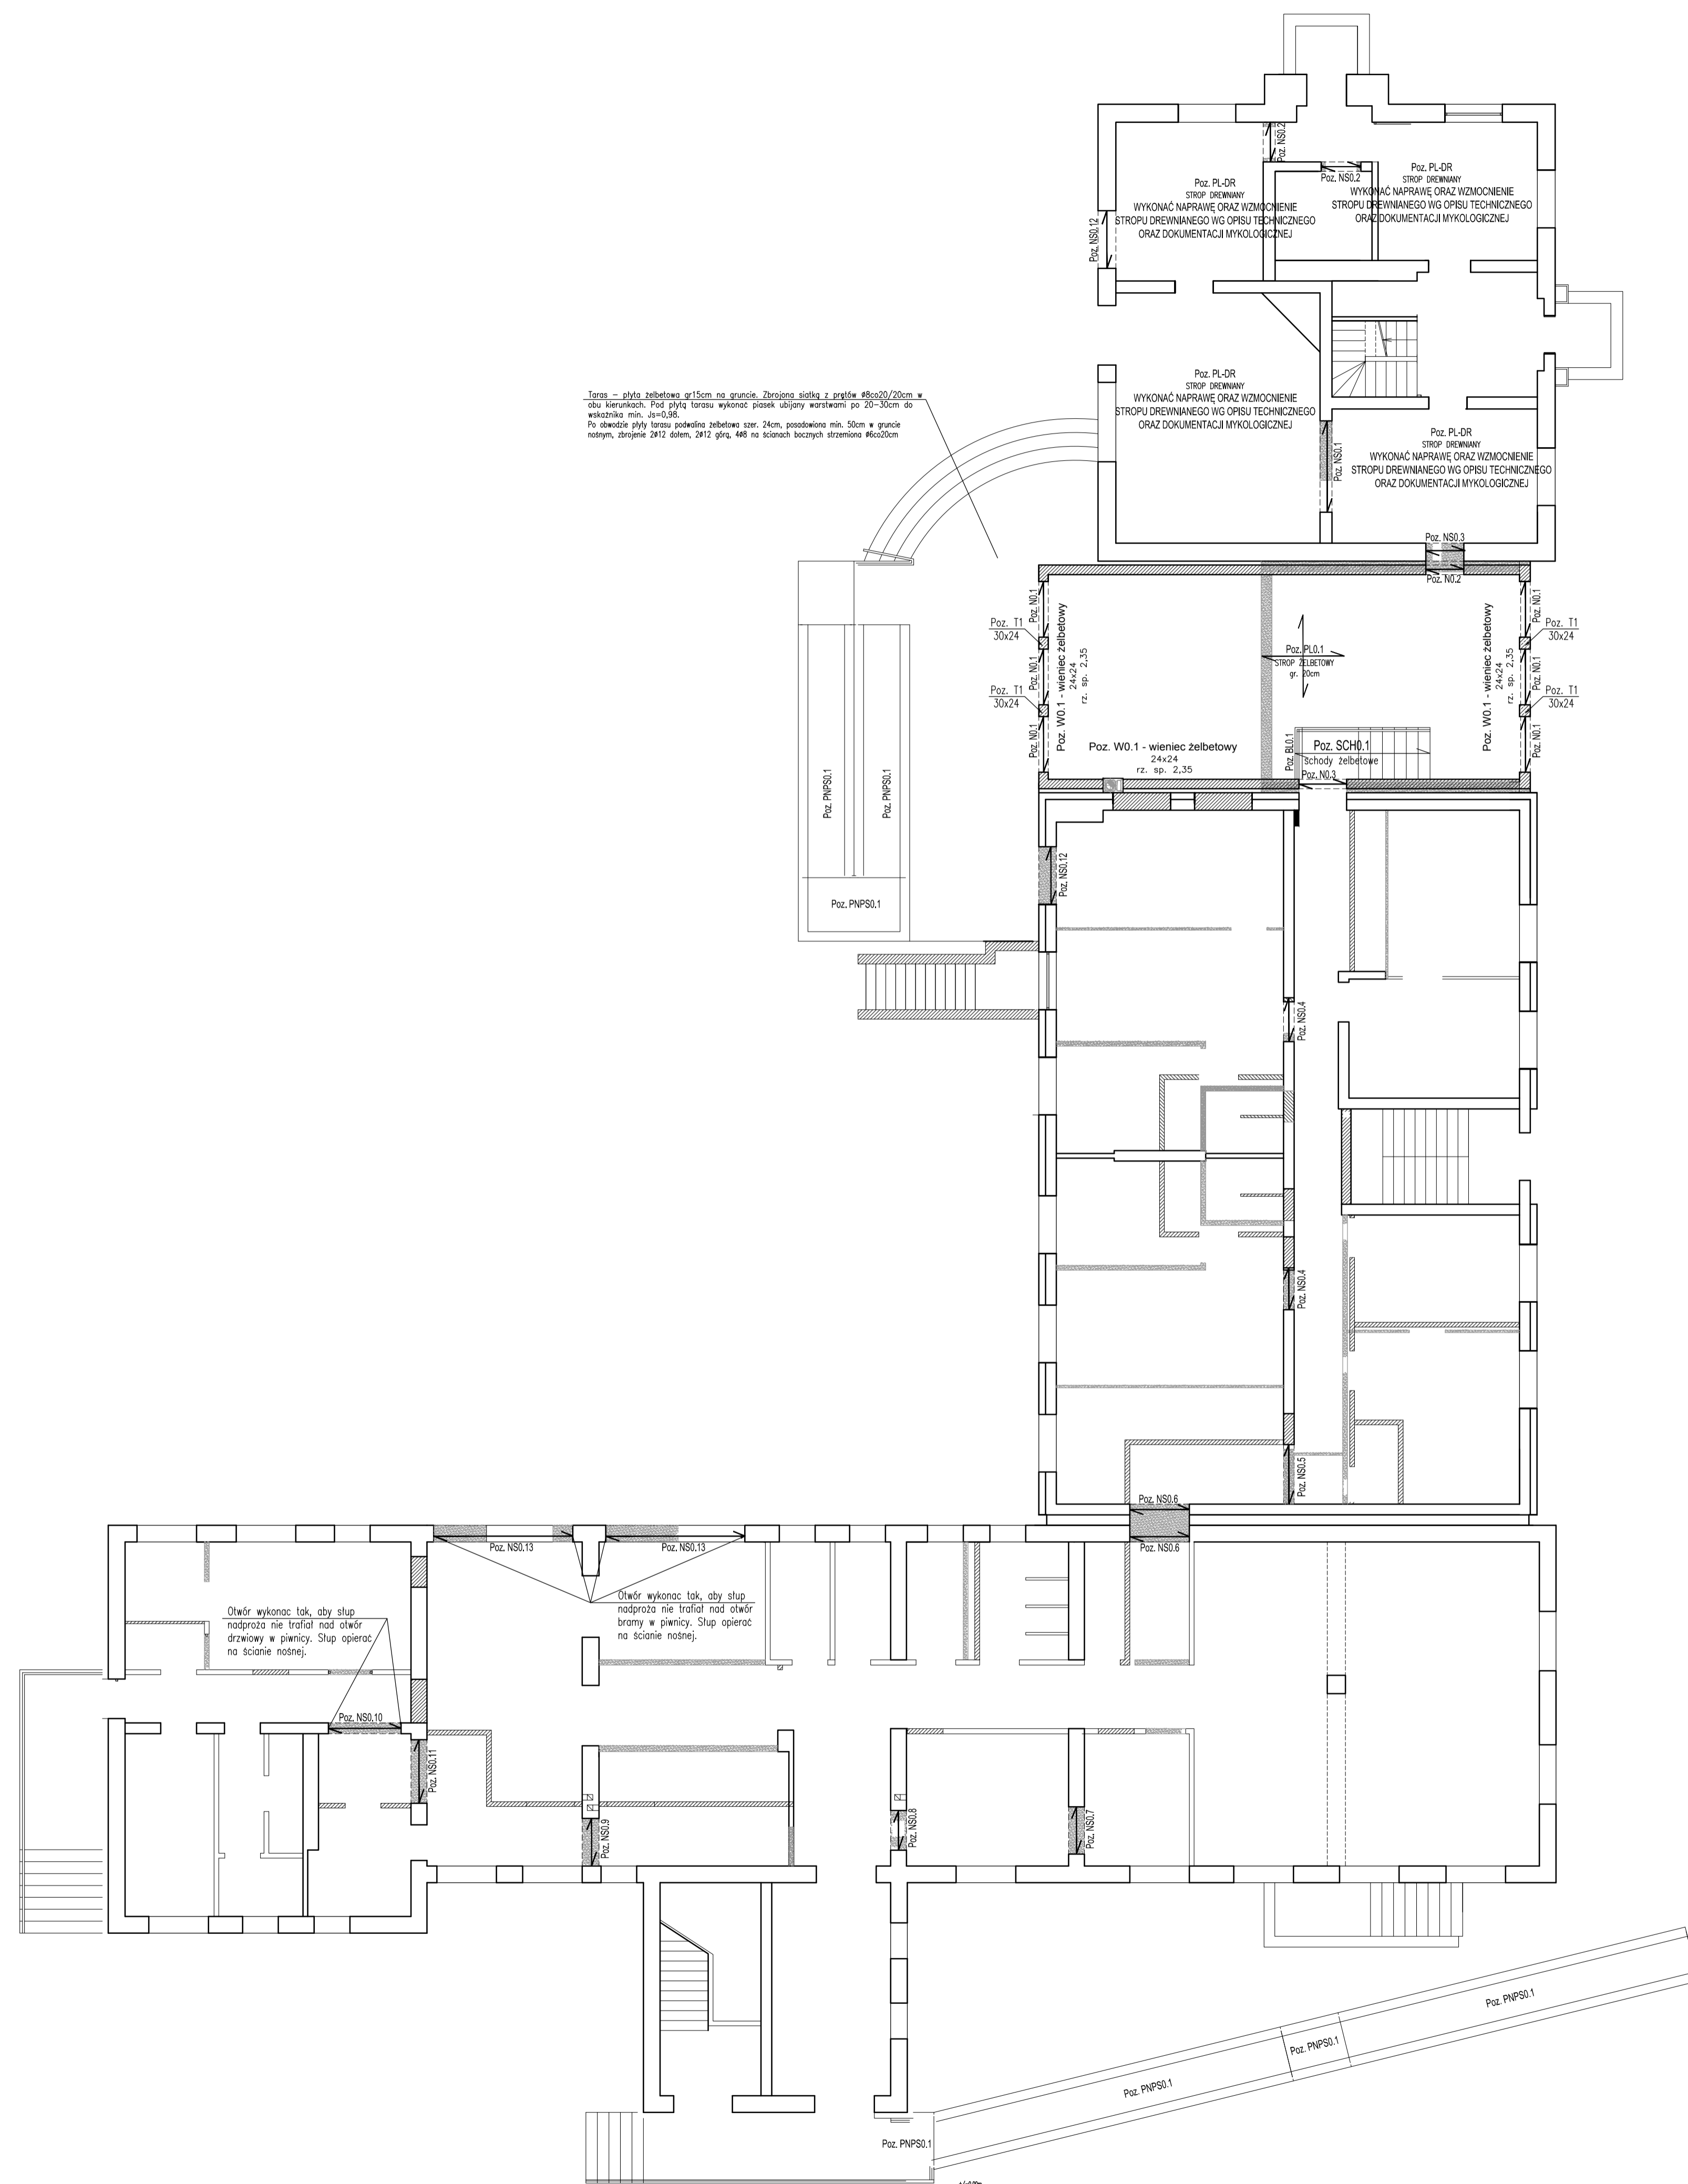 Poz. NS0.2
Poz. NS0.2
Poz. PL-DR
STROP DREWNIANY
WYKONAĆ NAPRAWĘ ORAZ WZMOCNIENIE
STROPU DREWNIANEGO WG OPISU TECHNICZNEGO
ORAZ DOKUMENTACJI MYKOLOGICZNEJ
Poz. PL-DR
STROP DREWNIANY
WYKONAĆ NAPRAWĘ ORAZ WZMOCNIENIE
STROPU DREWNIANEGO WG OPISU TECHNICZNEGO
ORAZ DOKUMENTACJI MYKOLOGICZNEJ
Poz. NS0.12
Poz. PL-DR
STROP DREWNIANY
WYKONAĆ NAPRAWĘ ORAZ WZMOCNIENIE
STROPU DREWNIANEGO WG OPISU TECHNICZNEGO
ORAZ DOKUMENTACJI MYKOLOGICZNEJ
Poz. PL-DR
STROP DREWNIANY
WYKONAĆ NAPRAWĘ ORAZ WZMOCNIENIE
STROPU DREWNIANEGO WG OPISU TECHNICZNEGO
ORAZ DOKUMENTACJI MYKOLOGICZNEJ
Poz. NS0.1
Taras – płyta żelbetowa gr15cm na gruncie. Zbrojona siatką z prętów ø8co20/20cm w
obu kierunkach. Pod płytą tarasu wykonać piasek ubijany warstwami po 20-30cm do
wskaźnika min. Js=0,98.
Po obwodzie płyty tarasu podwalina żelbetowa szer. 24cm, posadowiona min. 50cm w gruncie
nośnym, zbrojenie 2ø12 dołem, 2ø12 górą, 4ø8 na ścianach bocznych strzemiona ø6co20cm
Poz. NS0.3
Poz. N0.2
Poz. N0.1
Poz. N0.1
Poz. N0.1
Poz. T1
30x24
Poz. T1
30x24
Poz. W0.1 - wieniec żelbetowy
24x24
rz. sp. 2,35
Poz. PL0.1
STROP ŻELBETOWY
gr. 20cm
Poz. W0.1 - wieniec żelbetowy
24x24
rz. sp. 2,35
Poz. N0.1
Poz. N0.1
Poz. N0.1
Poz. T1
30x24
Poz. T1
30x24
Poz. W0.1 - wieniec żelbetowy
24x24
rz. sp. 2,35
Poz. BL0.1
Poz. SCH0.1
schody żelbetowe
Poz. N0.3
Poz. PNPS0.1
Poz. PNPS0.1
Poz. PNPS0.1
Poz. NS0.12
Poz. NS0.4
Poz. NS0.4
Poz. NS0.5
Poz. NS0.6
Poz. NS0.6
Poz. NS0.13
Poz. NS0.13
Otwór wykonac tak, aby słup
nadproża nie trafiał nad otwór
bramy w piwnicy. Słup opierać
na ścianie nośnej.
Otwór wykonac tak, aby słup
nadproża nie trafiał nad otwór
drzwiowy w piwnicy. Słup opierać
na ścianie nośnej.
Poz. NS0.10
Poz. NS0.11
Poz. NS0.9
Poz. NS0.8
Poz. NS0.7
Poz. PNPS0.1
Poz. PNPS0.1
Poz. PNPS0.1
Poz. PNPS0.1